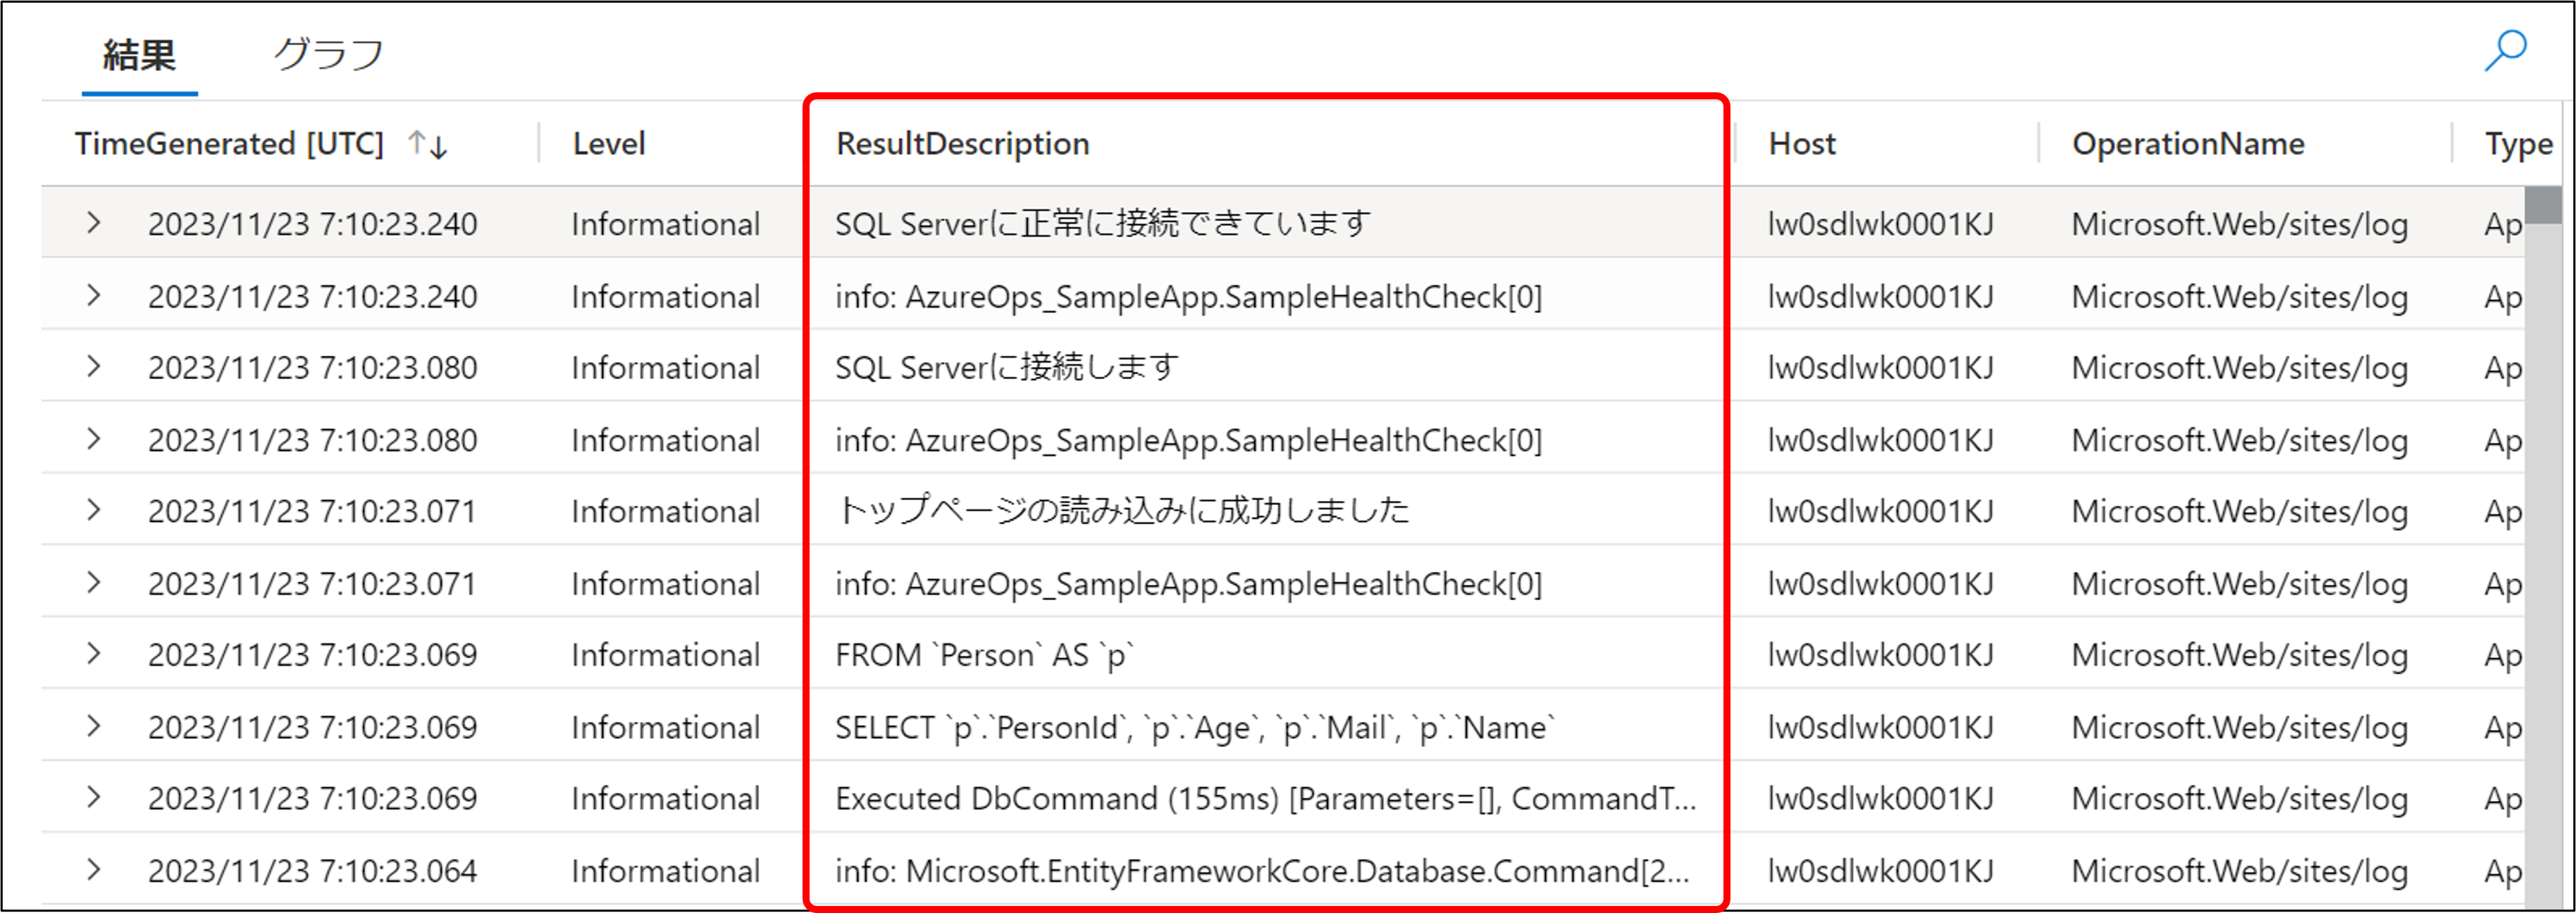 結果 グラフ
TimeGenerated [UTC] ↑↓ Level ResultDescription Host OperationName Type
2023/11/23 7:10:23.240 Informational SQL Serverに正常に接続できています lw0sdlwk0001KJ Microsoft.Web/sites/log Ap
2023/11/23 7:10:23.240 Informational info: AzureOps_SampleApp.SampleHealthCheck[0] lw0sdlwk0001KJ Microsoft.Web/sites/log Ap
2023/11/23 7:10:23.080 Informational SQL Serverに接続します lw0sdlwk0001KJ Microsoft.Web/sites/log Ap
2023/11/23 7:10:23.080 Informational info: AzureOps_SampleApp.SampleHealthCheck[0] lw0sdlwk0001KJ Microsoft.Web/sites/log Ap
2023/11/23 7:10:23.071 Informational トップページの読み込みに成功しました lw0sdlwk0001KJ Microsoft.Web/sites/log Ap
2023/11/23 7:10:23.071 Informational info: AzureOps_SampleApp.SampleHealthCheck[0] lw0sdlwk0001KJ Microsoft.Web/sites/log Ap
2023/11/23 7:10:23.069 Informational FROM `Person` AS `p` lw0sdlwk0001KJ Microsoft.Web/sites/log Ap
2023/11/23 7:10:23.069 Informational SELECT `p`.`PersonId`, `p`.`Age`, `p`.`Mail`, `p`.`Name` lw0sdlwk0001KJ Microsoft.Web/sites/log Ap
2023/11/23 7:10:23.069 Informational Executed DbCommand (155ms) [Parameters=[], CommandT... lw0sdlwk0001KJ Microsoft.Web/sites/log Ap
2023/11/23 7:10:23.064 Informational info: Microsoft.EntityFrameworkCore.Database.Command[2... lw0sdlwk0001KJ Microsoft.Web/sites/log Ap